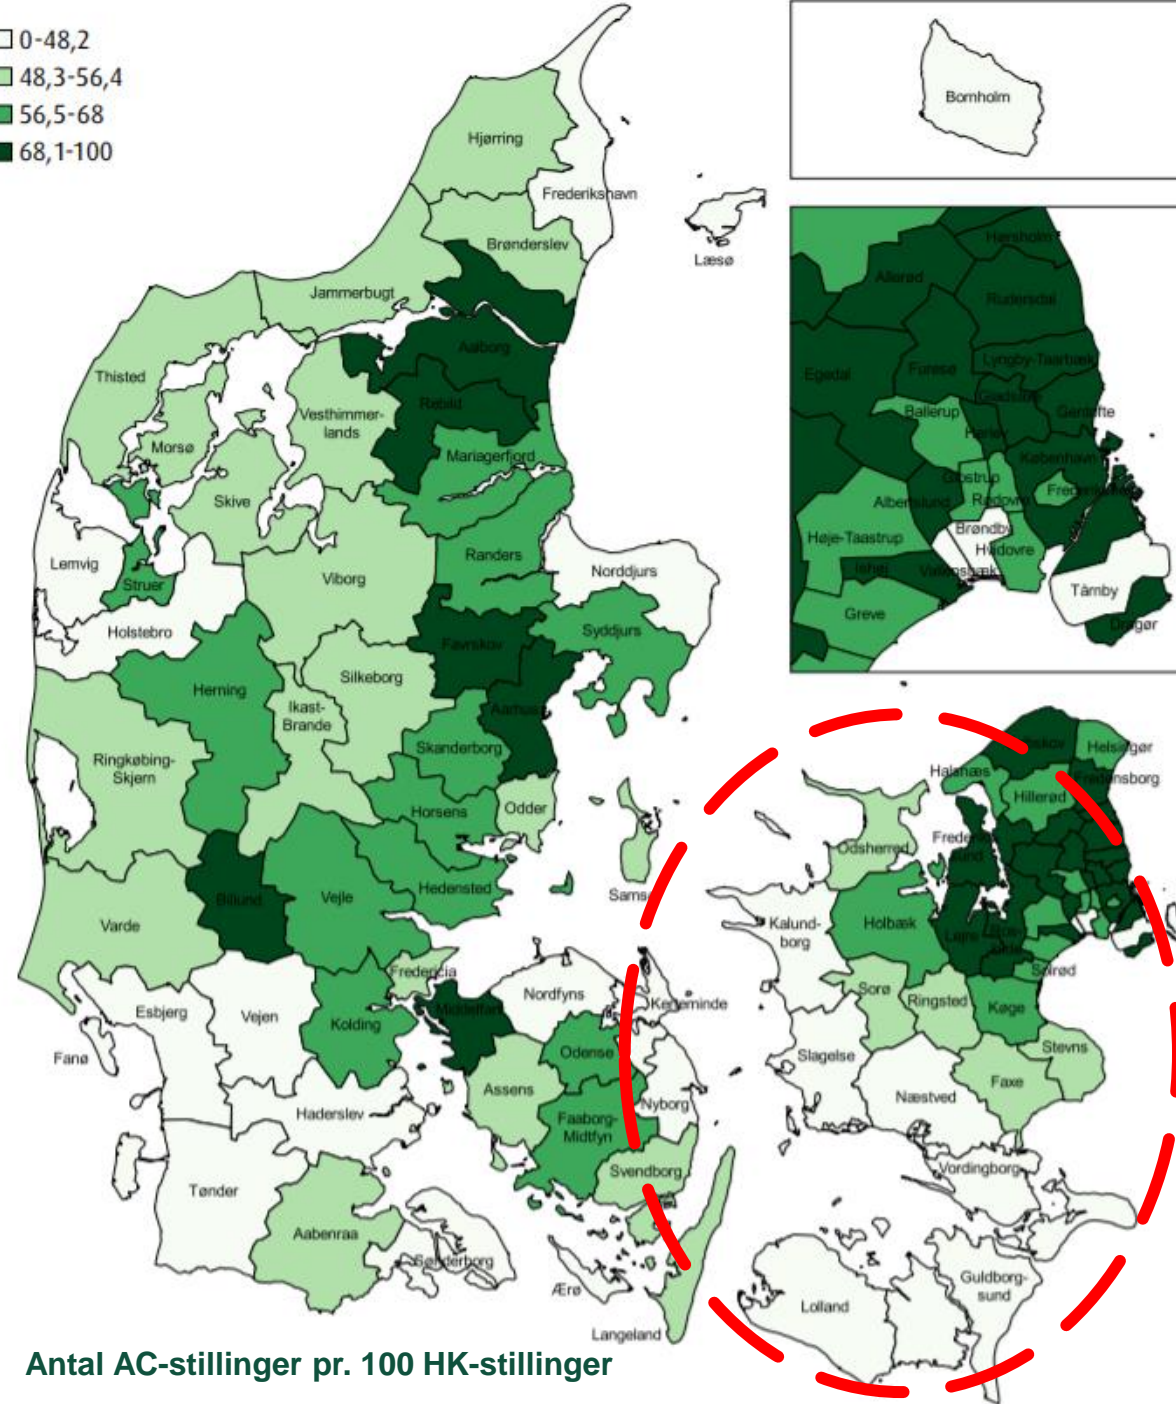 0-48,2
48,3-56,4
56,5-68
68,1-100
Hjørring
Frederikshavn
Brønderslev
Læsø
Jammerbugt
Aalborg
Thisted
Rebild
Vesthimmer-
lands
Morsø
Mariagerfjord
Skive
Lemvig
Struer
Viborg
Randers
Norddjurs
Holstebro
Favrskov
Syddjurs
Herning
Silkeborg
Ikast-
Brande
Aarhus
Skanderborg
Ringkøbing-
Skjern
Horsens
Odder
Hedensted
Samsø
Billund
Vejle
Varde
Fredericia
Esbjerg
Vejen
Kolding
Middelfart
Nordfyns
Kerteminde
Fanø
Odense
Assens
Nyborg
Haderslev
Faaborg-
Midtfyn
Svendborg
Tønder
Aabenraa
Sønderborg
Ærø
Langeland
Bornholm
Hørsholm
Allerød
Rudersdal
Egedal
Furesø
Lyngby-Taarbæk
Gladsaxe
Ballerup
Gentofte
Herlev
København
Glostrup
Albertslund
Rødovre
Brøndby
Høje-Taastrup
Hvidovre
Ishøj
Vallensbæk
Tårnby
Greve
Dragør
Helsingør
Halsnæs
Fredensborg
Hillerød
Odsherred
Holbæk
Kalund-
borg
Lejre
Solrød
Sorø
Ringsted
Køge
Slagelse
Stevns
Faxe
Næstved
Vordingborg
Lolland
Guldborg-
sund
Antal AC-stillinger pr. 100 HK-stillinger